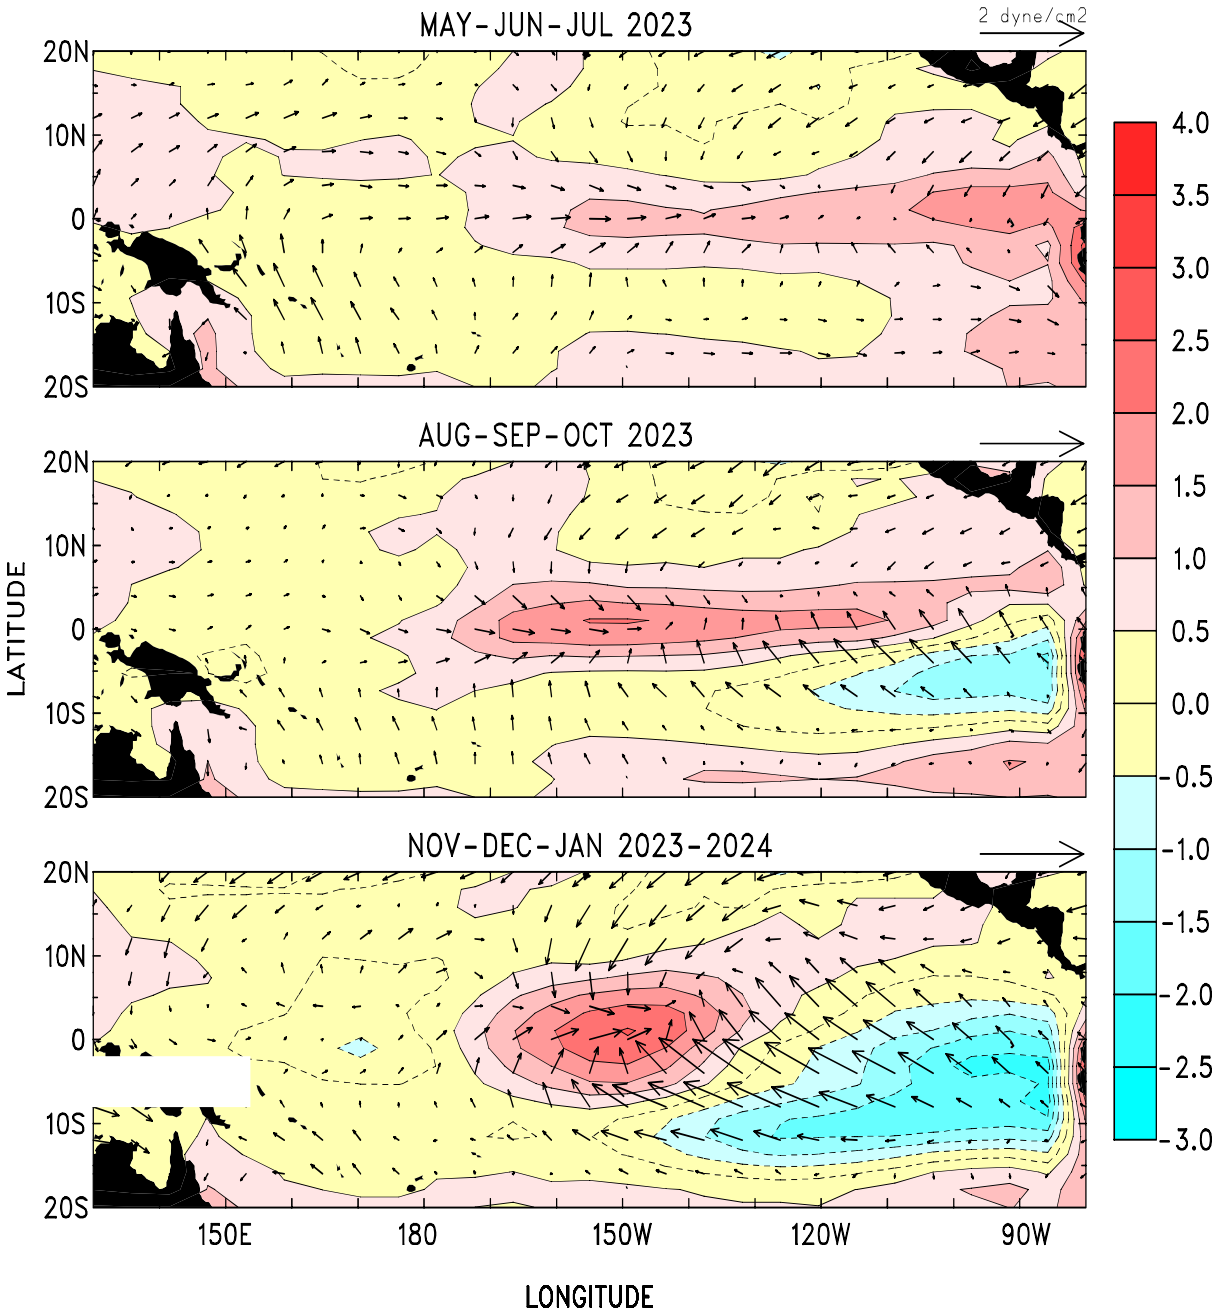 MAY-JUN-JUL 2023
2 dyne/cm2
20N
10N
0
10S
20S
AUG-SEP-OCT 2023
20N
10N
0
10S
20S
LATITUDE
NOV-DEC-JAN 2023-2024
20N
10N
0
10S
20S
150E 180 150W 120W 90W
LONGITUDE
4.0
3.5
3.0
2.5
2.0
1.5
1.0
0.5
0.0
-0.5
-1.0
-1.5
-2.0
-2.5
-3.0